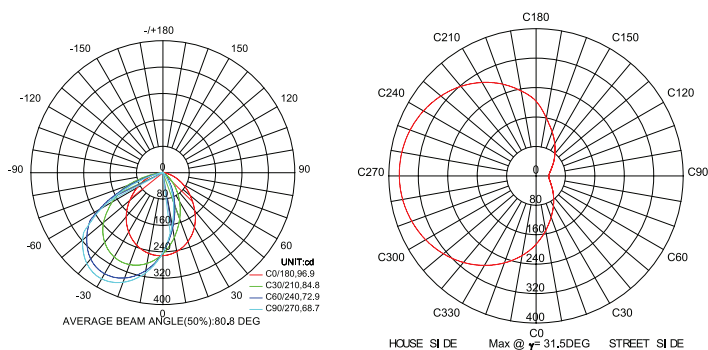 -/+180
-150
150
-120
120
-90
90
-60
60
-30
30
0
80
160
240
320
400
UNIT:cd
C0/180,96.9
C30/210,84.8
C60/240,72.9
C90/270,68.7
AVERAGE BEAM ANGLE(50%):80.8 DEG
C180
C210
C150
C240
C120
C270
C90
C300
C60
C330
C30
C0
0
80
160
240
320
400
HOUSE SIDE Max @ γ= 31.5DEG STREET SIDE